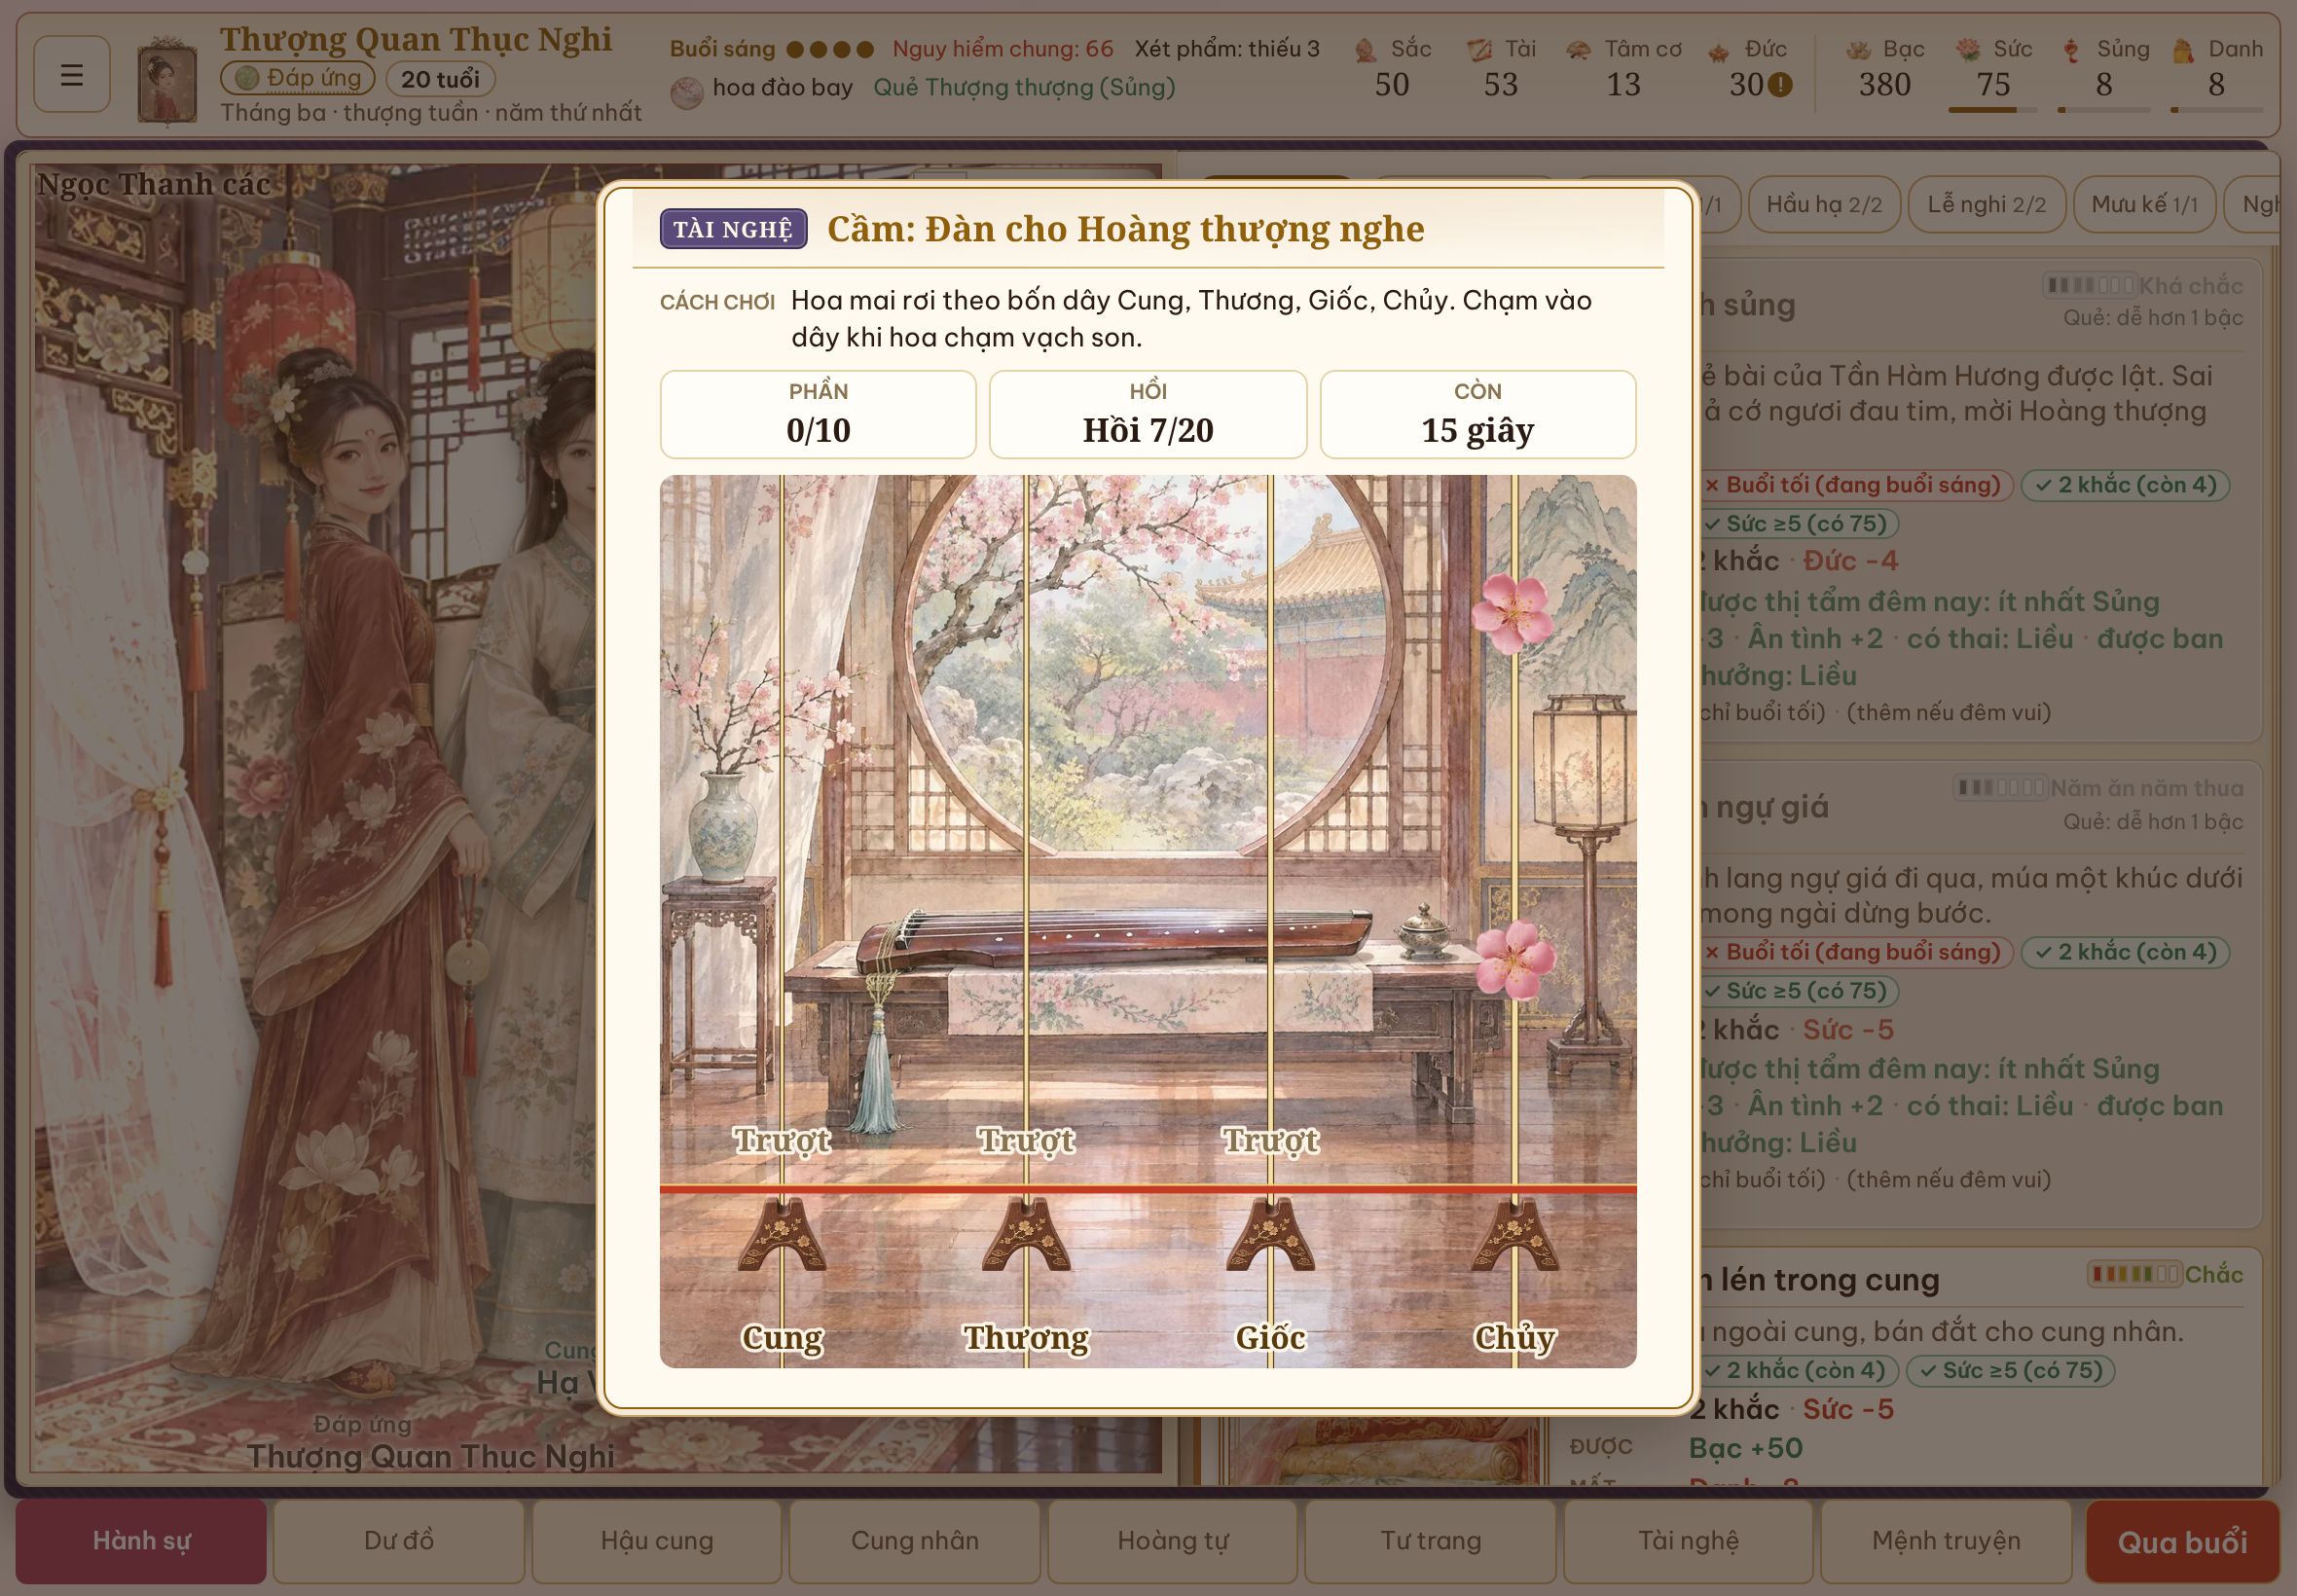 Thượng Quan Thục Nghi
Đáp ứng
20 tuổi
Tháng ba · thượng tuần · năm thứ nhất
Buổi sáng
Nguy hiểm chung: 66
Xét phẩm: thiếu 3
hoa đào bay
Quẻ Thượng thượng (Sủng)
Sắc
50
Tài
53
Tâm cơ
13
Đức
30
Bạc
380
Sức
75
Sủng
8
Danh
8
Ngọc Thanh các
/1
Hầu hạ 2/2
Lễ nghi 2/2
Mưu kế 1/1
TÀI NGHỆ
Cầm: Đàn cho Hoàng thượng nghe
CÁCH CHƠI
Hoa mai rơi theo bốn dây Cung, Thương, Giốc, Chủy. Chạm vào
dây khi hoa chạm vạch son.
PHẦN
0/10
HỒI
Hồi 7/20
CÒN
15 giây
Trượt
Trượt
Trượt
Cung
Thương
Giốc
Chủy
sủng
Khá chắc
Quẻ: dễ hơn 1 bậc
bài của Tần Hàm Hương được lật. Sai
cớ ngươi đau tim, mời Hoàng thượng
× Buổi tối (đang buổi sáng)
✓ 2 khắc (còn 4)
✓ Sức ≥5 (có 75)
2 khắc · Đức -4
được thị tẩm đêm nay: ít nhất Sủng
3 · Ân tình +2 · có thai: Liều · được ban
thưởng: Liều
chỉ buổi tối) · (thêm nếu đêm vui)
ngự giá
Năm ăn năm thua
Quẻ: dễ hơn 1 bậc
lang ngự giá đi qua, múa một khúc dưới
mong ngài dừng bước.
× Buổi tối (đang buổi sáng)
✓ 2 khắc (còn 4)
✓ Sức ≥5 (có 75)
2 khắc · Sức -5
được thị tẩm đêm nay: ít nhất Sủng
3 · Ân tình +2 · có thai: Liều · được ban
thưởng: Liều
chỉ buổi tối) · (thêm nếu đêm vui)
lén trong cung
Chắc
ngoài cung, bán đắt cho cung nhân.
✓ 2 khắc (còn 4)
✓ Sức ≥5 (có 75)
2 khắc · Sức -5
ĐƯỢC
Bạc +50
Cung
Hạ
Đáp ứng
Thượng Quan Thục Nghi
Hành sự
Dư đồ
Hậu cung
Cung nhân
Hoàng tự
Tư trang
Tài nghệ
Mệnh truyện
Qua buổi